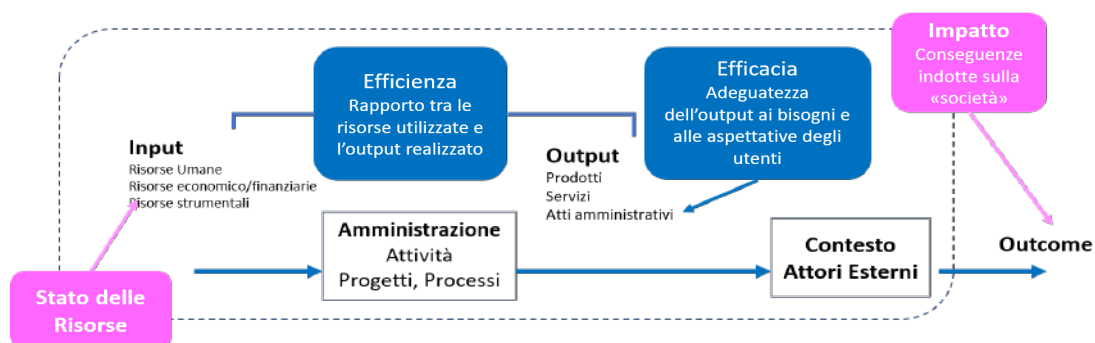 Impatto
Conseguenze
indotte sulla
«società»
Efficienza
Rapporto tra le
risorse utilizzate e
l’output realizzato
Efficacia
Adeguatezza
dell’output ai bisogni e
alle aspettative degli
utenti
Input
Risorse Umane
Risorse economico/finanziarie
Risorse strumentali
Output
Prodotti
Servizi
Atti amministrativi
Amministrazione
Attività
Progetti, Processi
Contesto
Attori Esterni
Outcome
Stato delle
Risorse